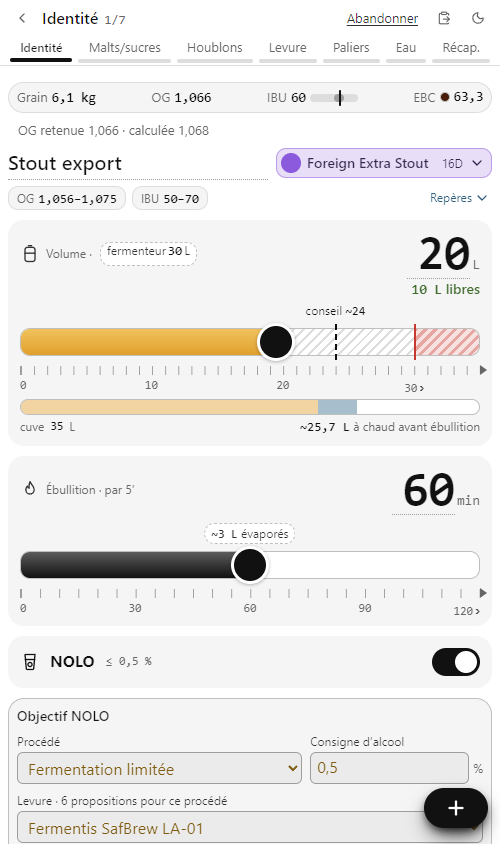 Identité 1/7
Abandonner
Identité Malts/sucres Houblons Levure Paliers Eau Récap.
Grain 6,1 kg OG 1,066 IBU 60 EBC 63,3
OG retenue 1,066 · calculée 1,068
Stout export
Foreign Extra Stout 16D
OG 1,056–1,075 IBU 50–70
Repères
Volume · fermenteur 30 L
20 L
10 L libres
conseil ~24
0 10 20 30›
cuve 35 L
~25,7 L à chaud avant ébullition
Ébullition · par 5′
60 min
~3 L évaporés
0 30 60 90 120›
NOLO ≤ 0,5 %
Objectif NOLO
Procédé Consigne d'alcool
Fermentation limitée 0,5 %
Levure · 6 propositions pour ce procédé
Fermentis SafBrew LA-01
+